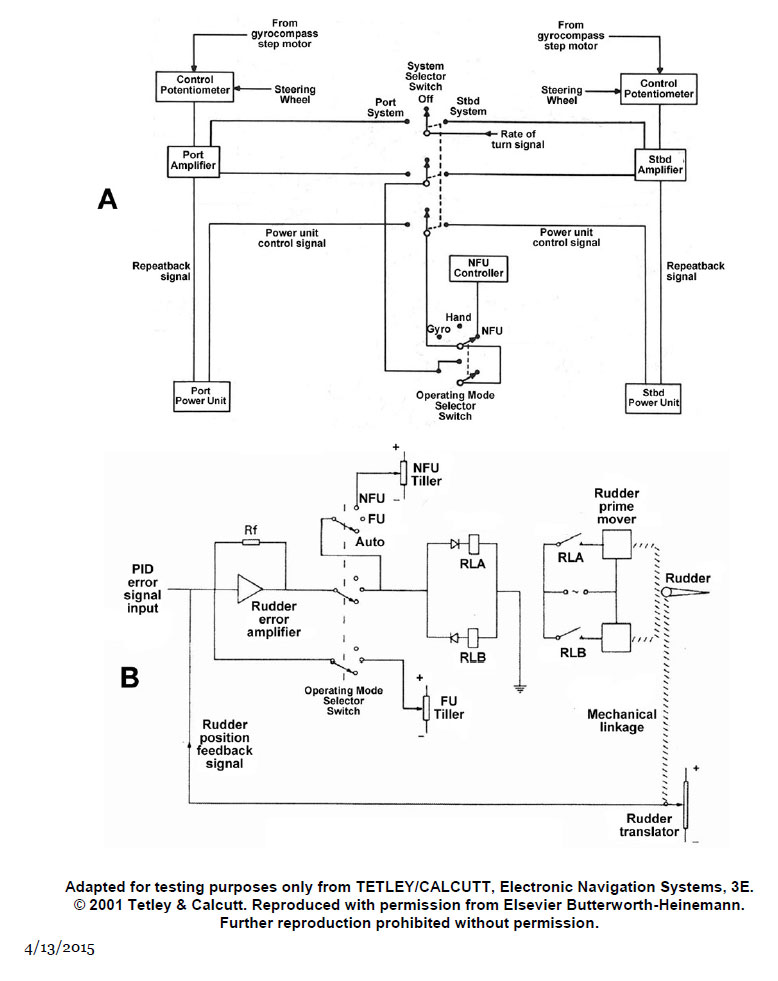 From
gyrocompass
step motor
From
gyrocompass
step motor
Control
Potentiometer
Steering
Wheel
System
Selector
Switch
Off
Port
System
Stbd
System
Steering
Wheel
Control
Potentiometer
Rate of
turn signal
Port
Amplifier
Stbd
Amplifier
A
Power unit
control signal
Power unit
control signal
Repeatback
signal
NFU
Controller
Repeatback
signal
Hand
Gyro
NFU
Port
Power Unit
Operating Mode
Selector
Switch
Stbd
Power Unit
+
NFU
Tiller
–
NFU
FU
Auto
Rf
PID
error
signal
input
Rudder
error
amplifier
RLA
RLB
Rudder
prime
mover
RLA
RLB
Rudder
B
Operating Mode
Selector
Switch
+
FU
Tiller
–
Mechanical
linkage
Rudder
position
feedback
signal
+
Rudder
translator
–
Adapted for testing purposes only from TETLEY/CALCUTT, Electronic Navigation Systems, 3E.
© 2001 Tetley & Calcutt. Reproduced with permission from Elsevier Butterworth-Heinemann.
Further reproduction prohibited without permission.
4/13/2015